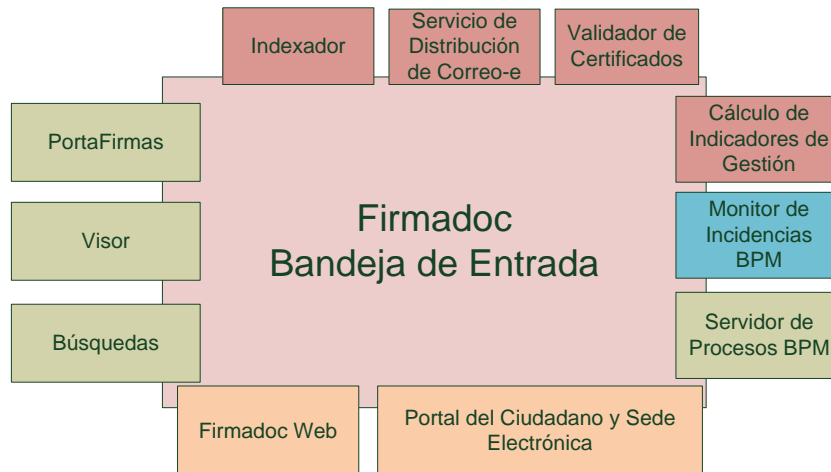 Indexador
Servicio de
Distribución
de Correo-e
Validador de
Certificados
PortaFirmas
Cálculo de
Indicadores de
Gestión
Firmadoc
Bandeja de Entrada
Visor
Monitor de
Incidencias
BPM
Búsquedas
Servidor de
Procesos BPM
Firmadoc Web
Portal del Ciudadano y Sede
Electrónica